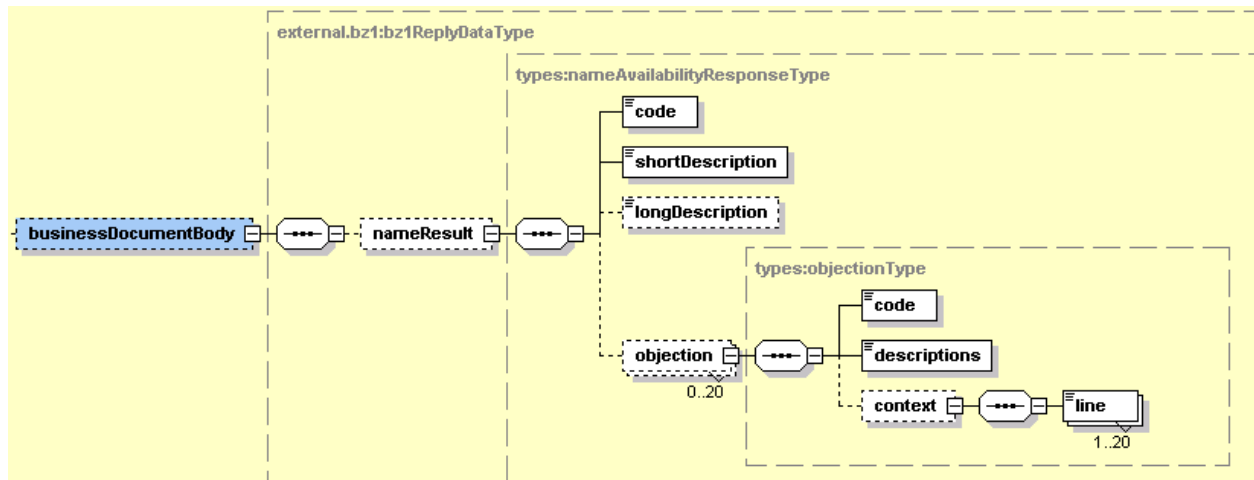 external.bz1:bz1ReplyDataType
types:nameAvailabilityResponseType
code
shortDescription
longDescription
businessDocumentBody
nameResult
types:objectionType
code
objection
descriptions
0..20
context
line
1..20